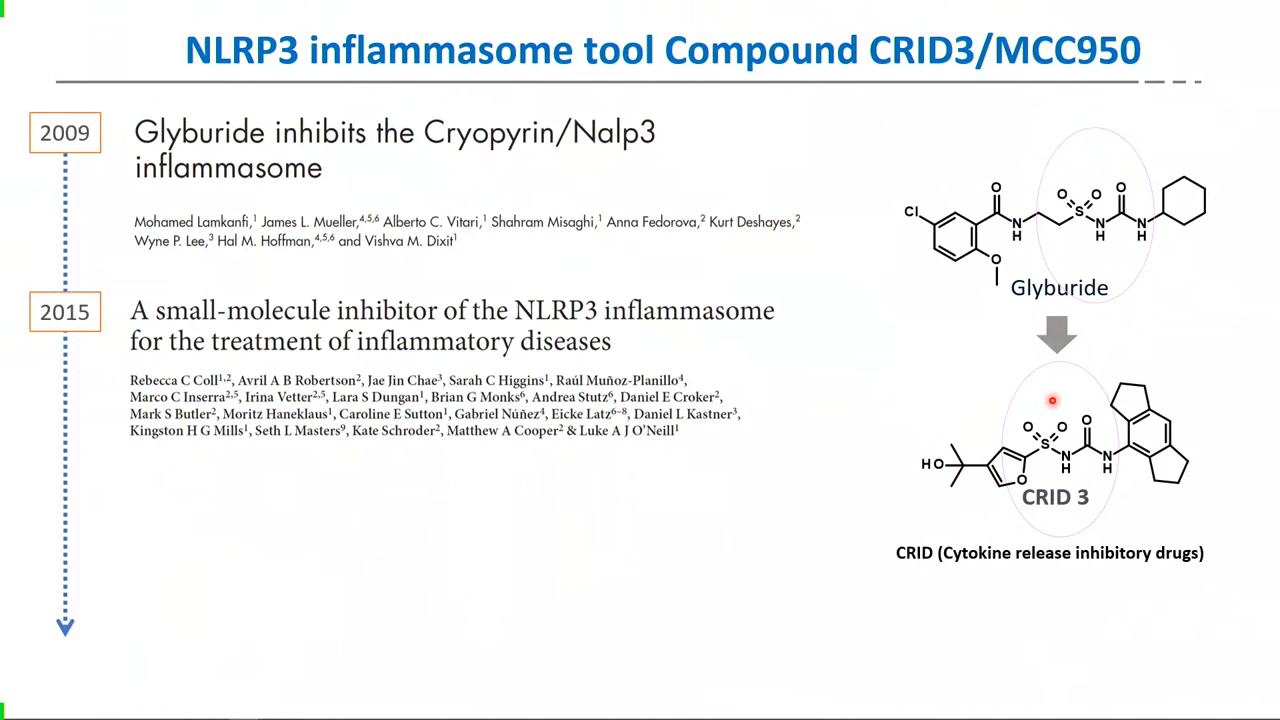 NLRP3 inflammasome tool Compound CRID3/MCC950
2009
Glyburide inhibits the Cryopyrin/Nalp3
inflammasome
Mohamed Lamkanfi,¹ James L. Mueller,⁴,⁵,⁶ Alberto C. Vitari,¹ Shahram Misaghi,¹ Anna Fedorova,² Kurt Deshayes,²
Wyne P. Lee,³ Hal M. Hoffman,⁴,⁵,⁶ and Vishva M. Dixit¹
2015
A small-molecule inhibitor of the NLRP3 inflammasome
for the treatment of inflammatory diseases
Rebecca C Coll¹,², Avril A B Robertson², Jae Jin Chae³, Sarah C Higgins¹, Raúl Muñoz-Planillo⁴,
Marco C Inserra²,⁵, Irina Vetter²,⁵, Lara S Dungan¹, Brian G Monks⁶, Andrea Stutz⁶, Daniel E Croker²,
Mark S Butler², Moritz Haneklaus¹, Caroline E Sutton¹, Gabriel Núñez⁴, Eicke Latz⁶⁻⁸, Daniel L Kastner³,
Kingston H G Mills¹, Seth L Masters⁹, Kate Schroder², Matthew A Cooper² & Luke A J O'Neill¹
O
O O O
Cl
S
N
H
N
H
N
H
O
Glyburide
O O O
S
HO
N
H
N
H
O
CRID 3
CRID (Cytokine release inhibitory drugs)